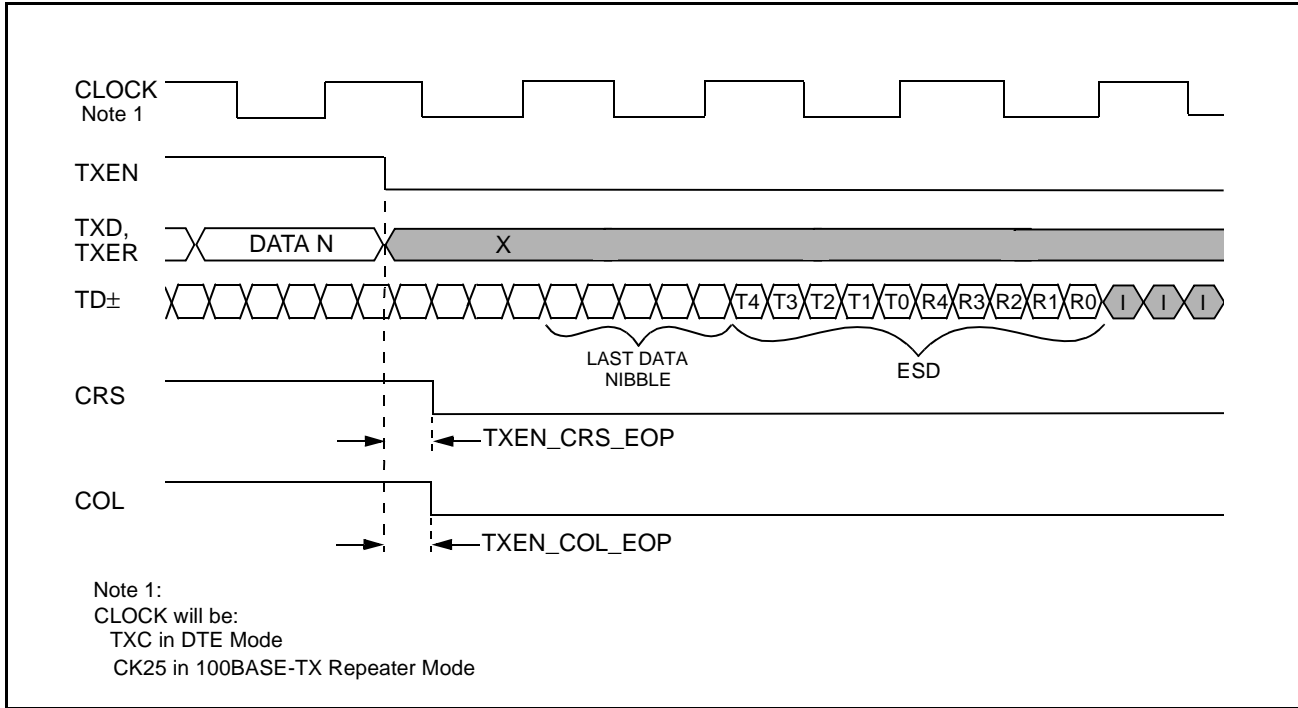 CLOCK
Note 1
TXEN
TXD,
TXER
DATA N
X
TD±
T4 T3 T2 T1 T0 R4 R3 R2 R1 R0 I I I
LAST DATA
NIBBLE
ESD
CRS
TXEN_CRS_EOP
COL
TXEN_COL_EOP
Note 1:
CLOCK will be:
TXC in DTE Mode
CK25 in 100BASE-TX Repeater Mode